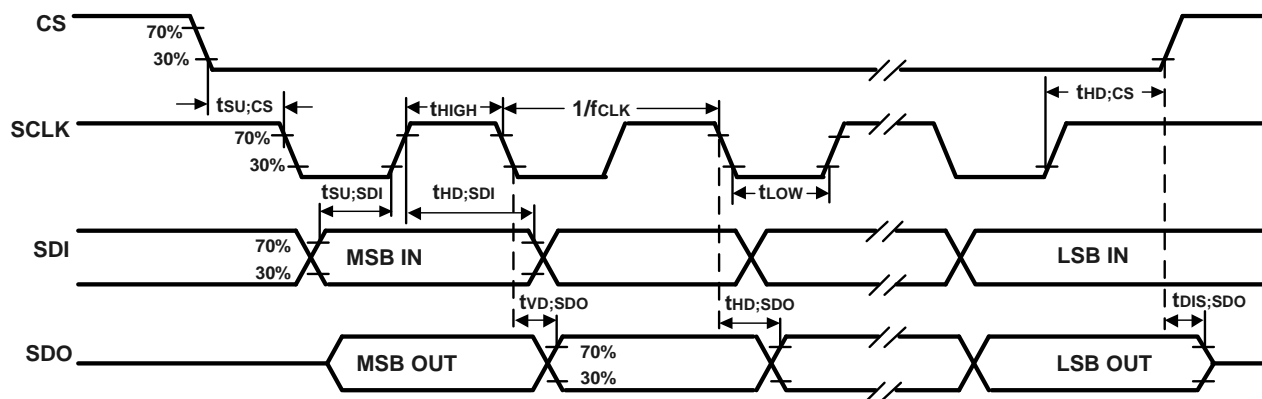 CS
70%
30%
tSU;CS
tHIGH
1/fCLK
tHD;CS
SCLK
70%
30%
tSU;SDI
tHD;SDI
tLOW
SDI
70%
30%
MSB IN
LSB IN
tVD;SDO
tHD;SDO
tDIS;SDO
SDO
MSB OUT
70%
30%
LSB OUT